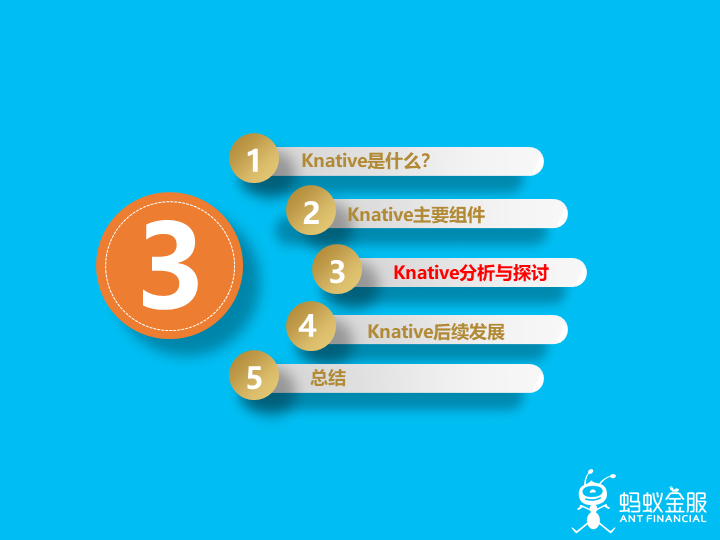 3
1 Knative是什么?
2 Knative主要组件
3 Knative分析与探讨
4 Knative后续发展
5 总结
蚂蚁金服
ANT FINANCIAL